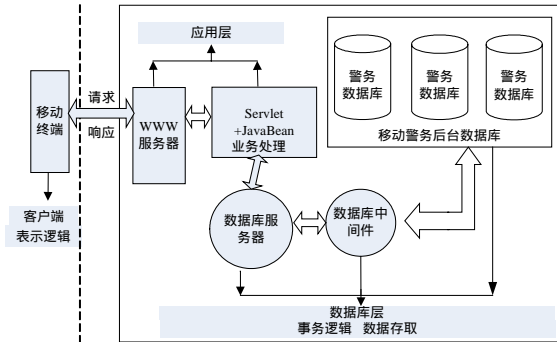 应用层
警务
数据库
警务
数据库
警务
数据库
移动警务后台数据库
移动
终端
请求
响应
WWW
服务器
Servlet
+JavaBean
业务处理
客户端
表示逻辑
数据库服
务器
数据库中
间件
数据库层
事务逻辑 数据存取